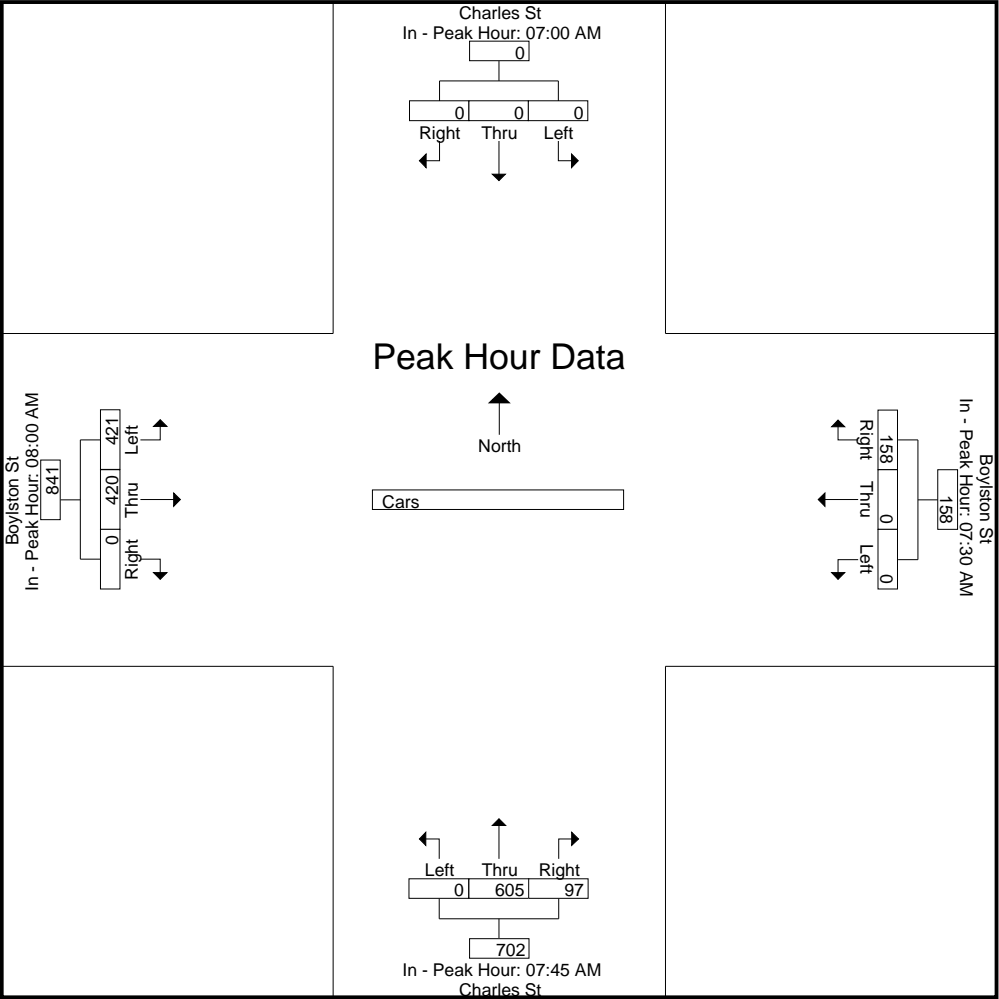 Charles St
In - Peak Hour: 07:00 AM
0
0 0 0
Right Thru Left
Peak Hour Data
North
Cars
Boylston St
In - Peak Hour: 08:00 AM
841
421 420 0
Left Thru Right
Boylston St
In - Peak Hour: 07:30 AM
158
158 0 0
Right Thru Left
Left Thru Right
0 605 97
702
In - Peak Hour: 07:45 AM
Charles St